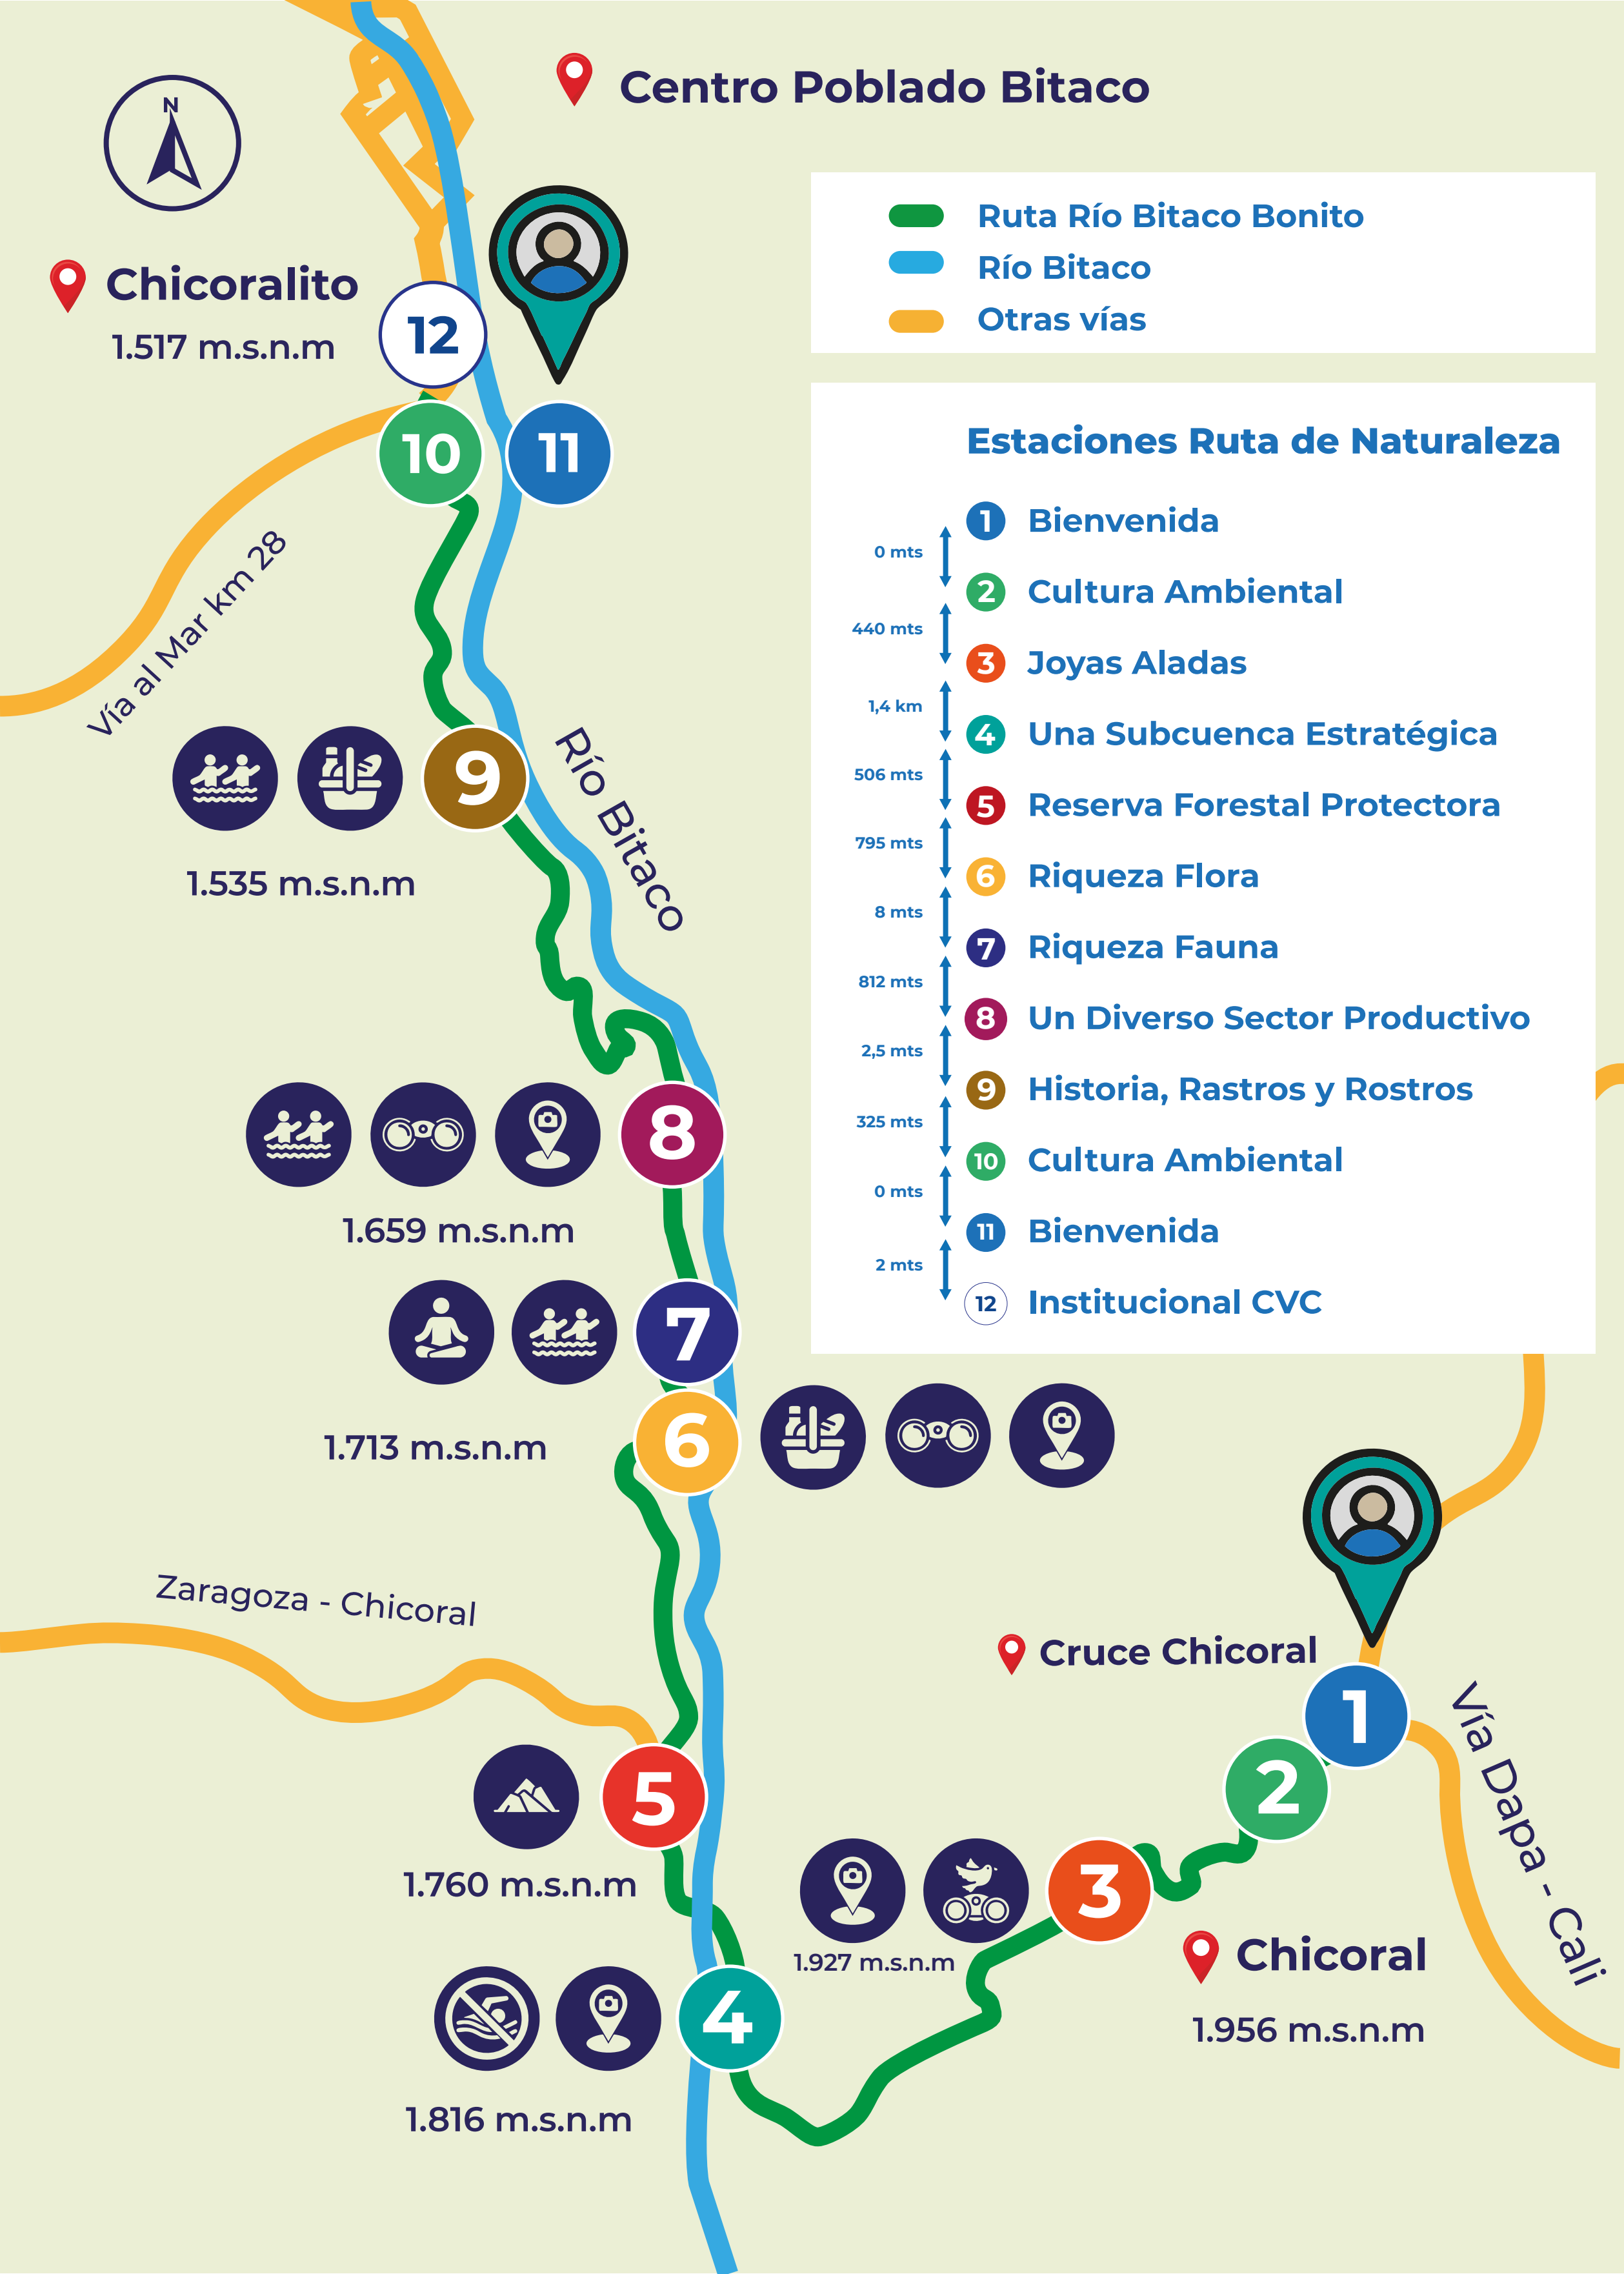 N
Centro Poblado Bitaco
Ruta Río Bitaco Bonito
Río Bitaco
Otras vías
Chicoralito
1.517 m.s.n.m
12
10
11
Vía al Mar km 28
9
Río Bitaco
1.535 m.s.n.m
8
1.659 m.s.n.m
7
6
1.713 m.s.n.m
Zaragoza - Chicoral
5
1.760 m.s.n.m
4
1.816 m.s.n.m
3
1.927 m.s.n.m
2
1
Cruce Chicoral
Vía Dapa - Cali
Chicoral
1.956 m.s.n.m
Estaciones Ruta de Naturaleza
1 Bienvenida
0 mts
2 Cultura Ambiental
440 mts
3 Joyas Aladas
1,4 km
4 Una Subcuenca Estratégica
506 mts
5 Reserva Forestal Protectora
795 mts
6 Riqueza Flora
8 mts
7 Riqueza Fauna
812 mts
8 Un Diverso Sector Productivo
2,5 mts
9 Historia, Rastros y Rostros
325 mts
10 Cultura Ambiental
0 mts
11 Bienvenida
2 mts
12 Institucional CVC